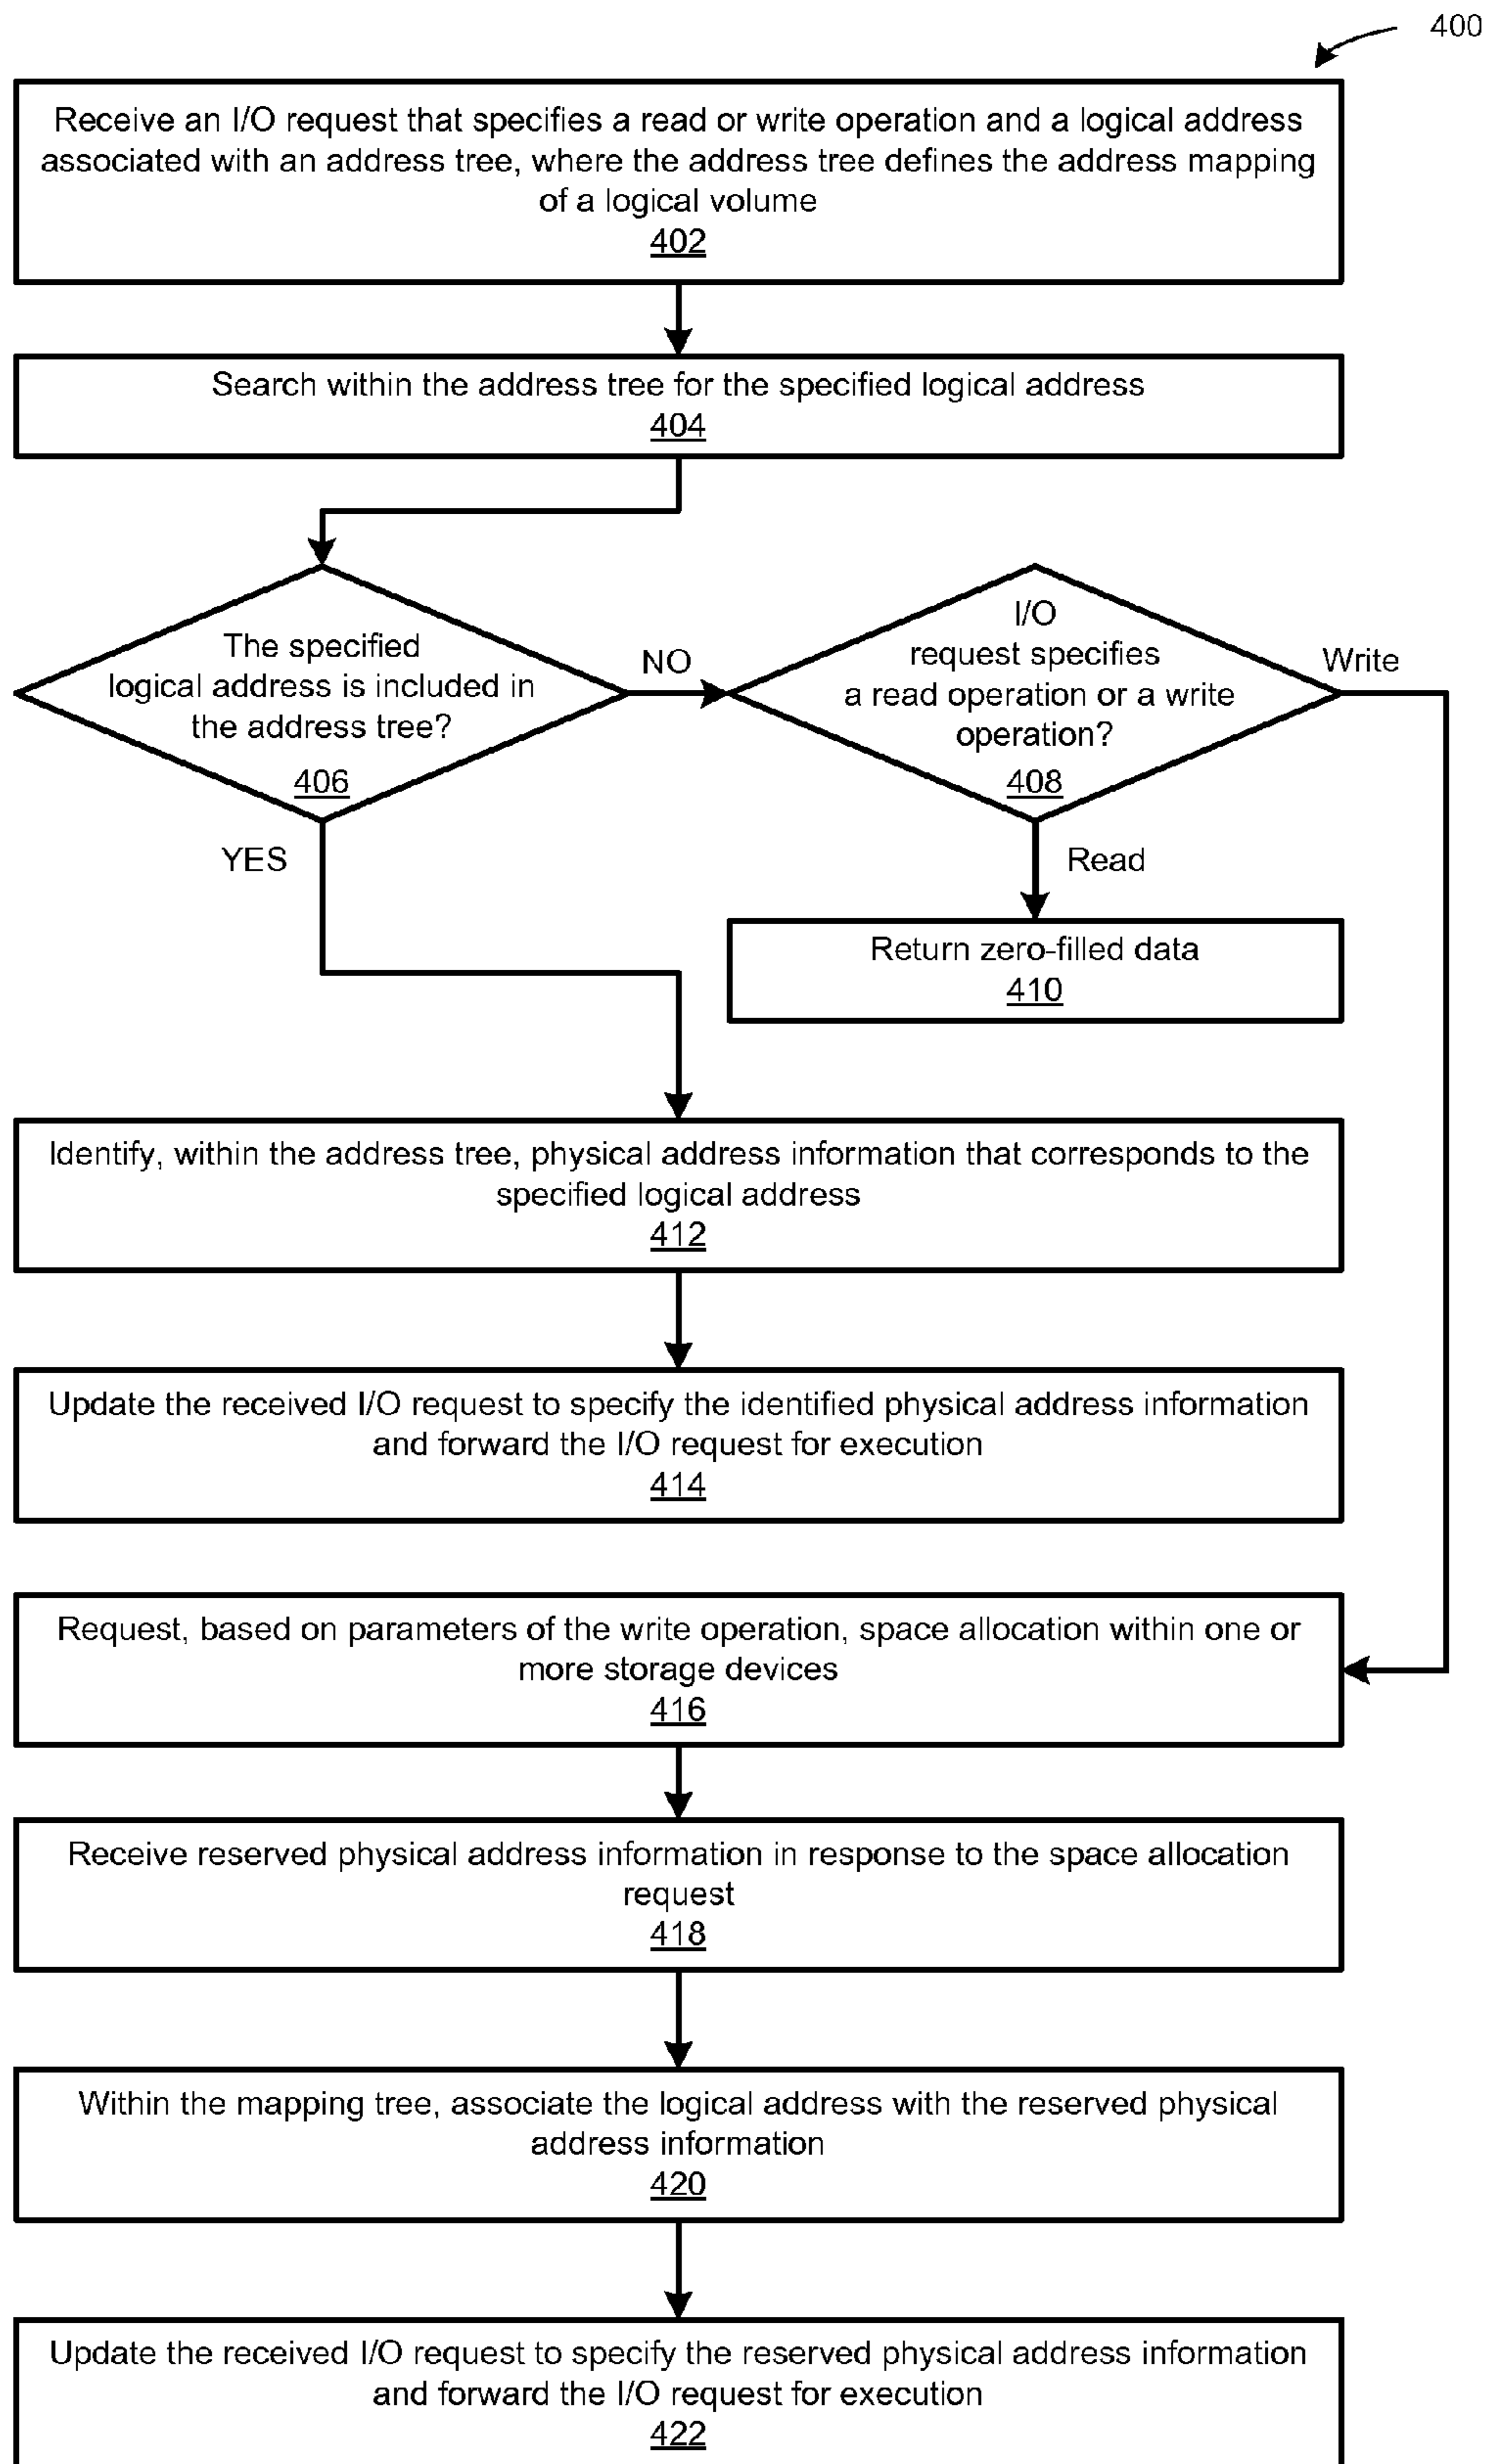 400
Receive an I/O request that specifies a read or write operation and a logical address
associated with an address tree, where the address tree defines the address mapping
of a logical volume
402
Search within the address tree for the specified logical address
404
The specified
logical address is included in
the address tree?
406
NO
I/O
request specifies
a read operation or a write
operation?
408
Write
YES
Read
Return zero-filled data
410
Identify, within the address tree, physical address information that corresponds to the
specified logical address
412
Update the received I/O request to specify the identified physical address information
and forward the I/O request for execution
414
Request, based on parameters of the write operation, space allocation within one or
more storage devices
416
Receive reserved physical address information in response to the space allocation
request
418
Within the mapping tree, associate the logical address with the reserved physical
address information
420
Update the received I/O request to specify the reserved physical address information
and forward the I/O request for execution
422